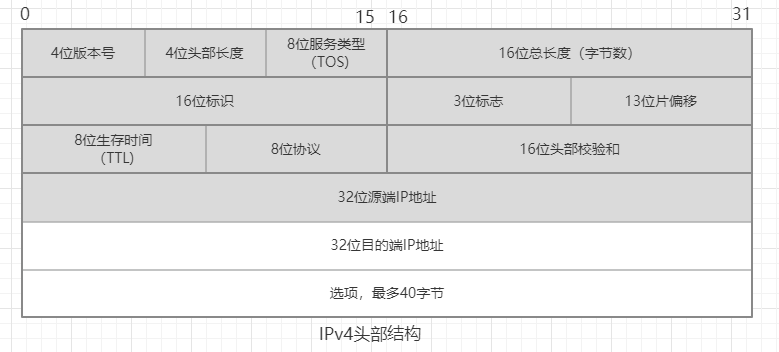 0 15 16 31
4位版本号 4位头部长度 8位服务类型 16位总长度（字节数）
(TOS)
16位标识 3位标志 13位片偏移
8位生存时间 8位协议 16位头部校验和
(TTL)
32位源端IP地址
32位目的端IP地址
选项，最多40字节
IPv4头部结构